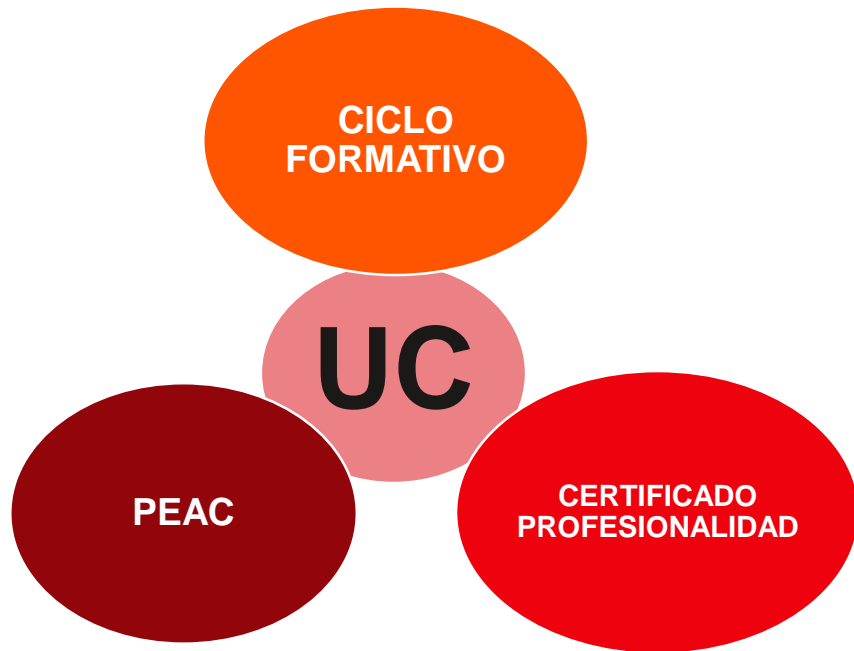 CICLO
FORMATIVO
UC
PEAC
CERTIFICADO
PROFESIONALIDAD